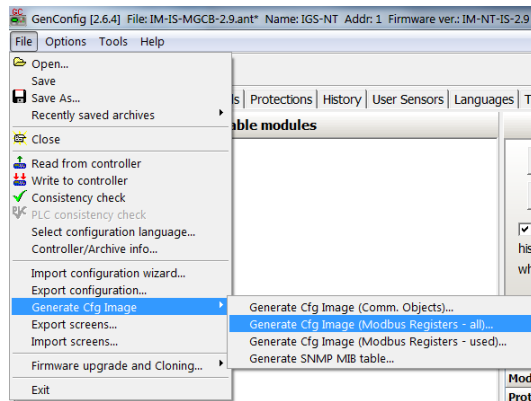 GenConfig [2.6.4] File: IM-IS-MGCB-2.9.ant* Name: IGS-NT Addr: 1 Firmware ver.: IM-NT-IS-2.9
File Options Tools Help
Open...
Save
Save As...
Recently saved archives
Close
Read from controller
Write to controller
Consistency check
PLC consistency check
Select configuration language...
Controller/Archive info...
Import configuration wizard...
Export configuration...
Generate Cfg Image
Export screens...
Import screens...
Firmware upgrade and Cloning...
Exit
ls Protections History User Sensors Languages T
able modules
his
wh
Generate Cfg Image (Comm. Objects)...
Generate Cfg Image (Modbus Registers - all)...
Generate Cfg Image (Modbus Registers - used)...
Generate SNMP MIB table...
Mod
Prot